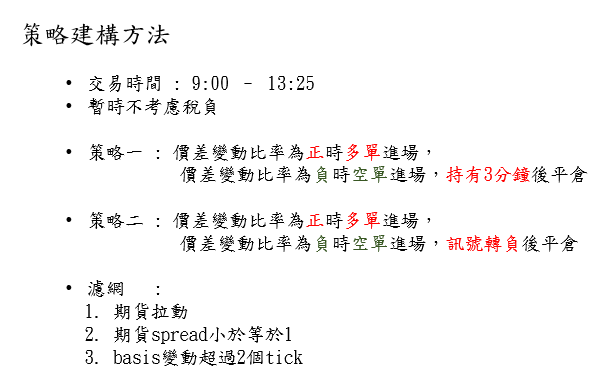 策略建構方法
• 交易時間 : 9:00 – 13:25
• 暫時不考慮稅負
• 策略一 : 價差變動比率為正時多單進場，
價差變動比率為負時空單進場，持有3分鐘後平倉
• 策略二 : 價差變動比率為正時多單進場，
價差變動比率為負時空單進場，訊號轉負後平倉
• 濾網 :
1. 期貨拉動
2. 期貨spread小於等於1
3. basis變動超過2個tick